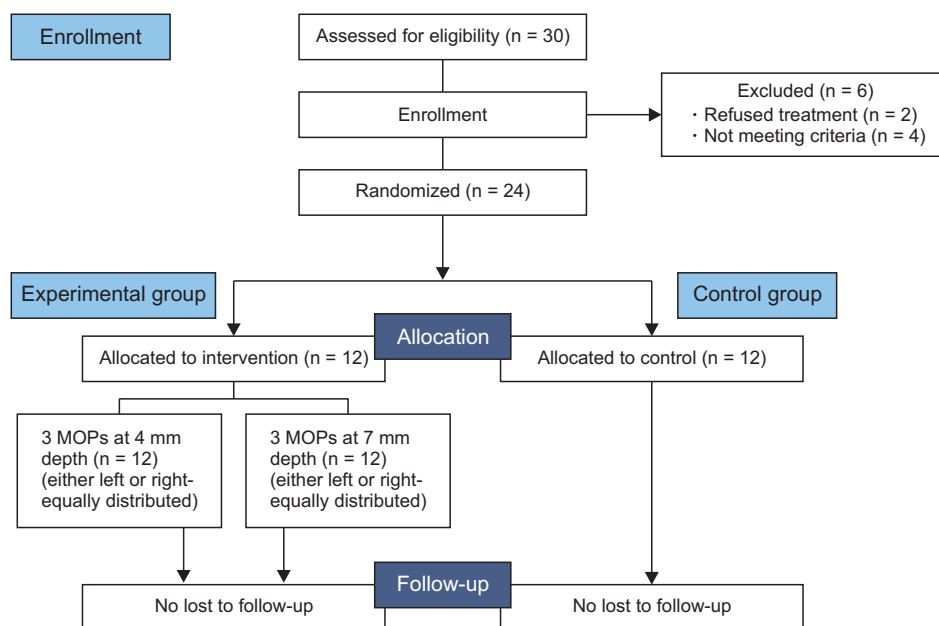 Enrollment
Assessed for eligibility (n = 30)
Enrollment
Excluded (n = 6)
· Refused treatment (n = 2)
· Not meeting criteria (n = 4)
Randomized (n = 24)
Experimental group
Control group
Allocation
Allocated to intervention (n = 12)
Allocated to control (n = 12)
3 MOPs at 4 mm
depth (n = 12)
(either left or right-
equally distributed)
3 MOPs at 7 mm
depth (n = 12)
(either left or right-
equally distributed)
Follow-up
No lost to follow-up
No lost to follow-up